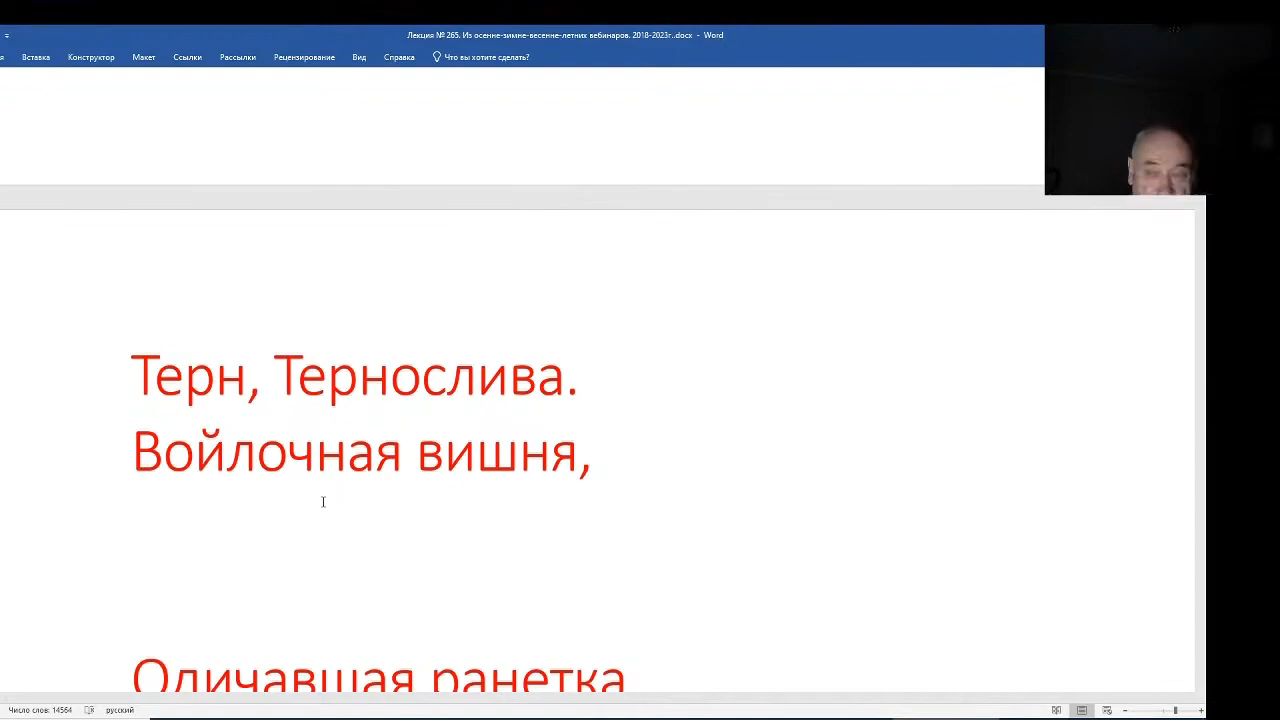 Лекция № 265. Из осенне-зимне-весенне-летних вебинаров. 2018-2023г..docx - Word
Вставка Конструктор Макет Ссылки Рассылки Рецензирование Вид Справка Что вы хотите сделать?
Терн, Тернослива.
Войлочная вишня,
Одичавшая ранетка
Число слов: 14564 русский